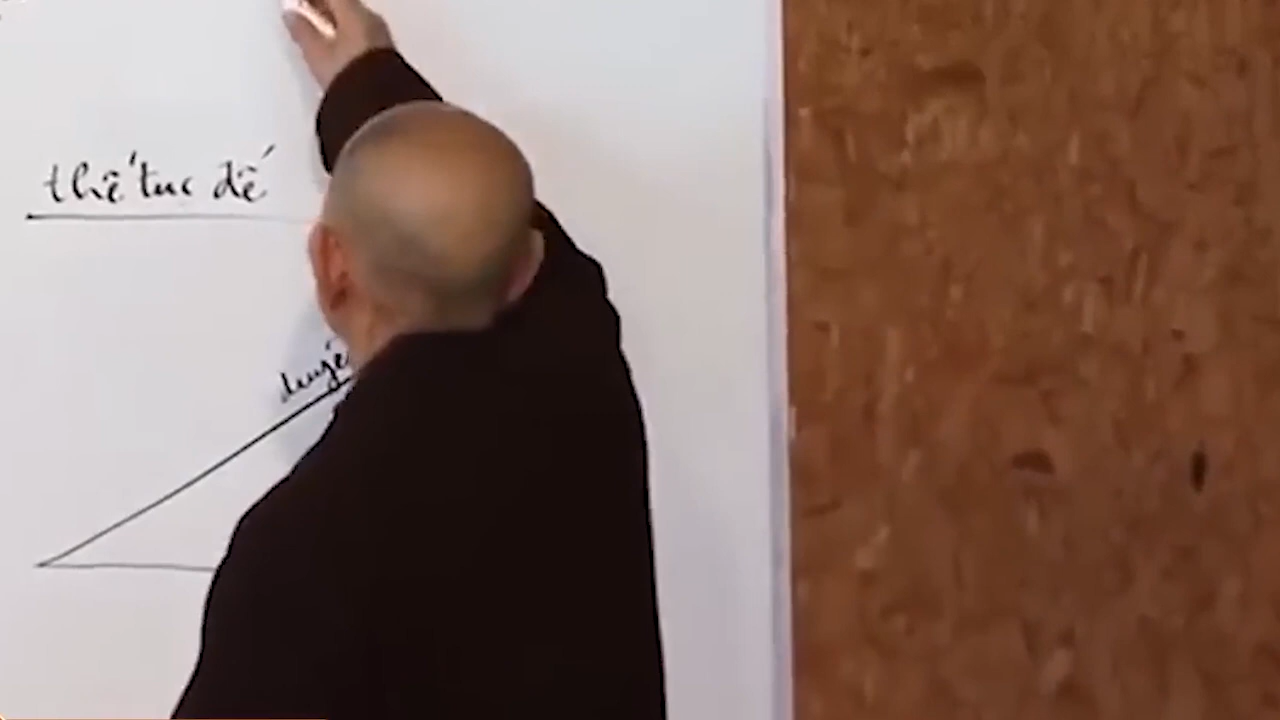 thế tục đế
duyê